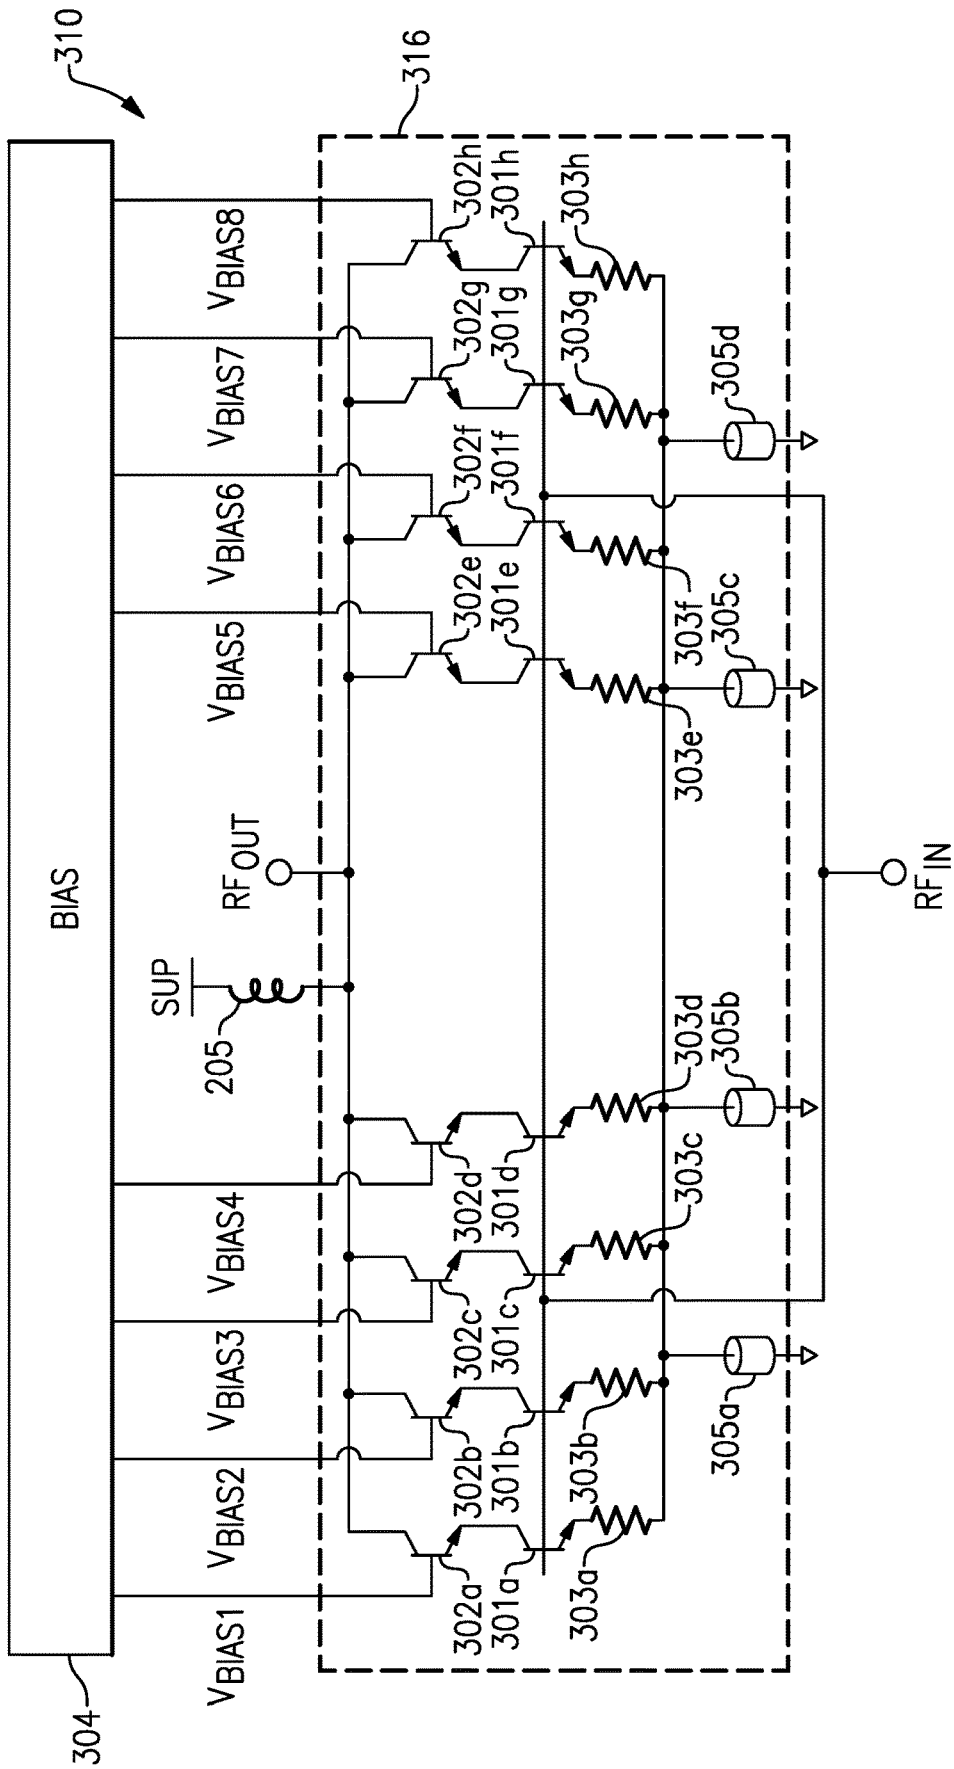 310
BIAS
304
VBIAS1
VBIAS2
VBIAS3
VBIAS4
SUP
RFOUT
VBIAS5
VBIAS6
VBIAS7
VBIAS8
205
316
302a
302b
302c
302d
302e
302f
302g
302h
301a
301b
301c
301d
301e
301f
301g
301h
303a
303b
303c
303d
303e
303f
303g
303h
305a
305b
305c
305d
RFIN